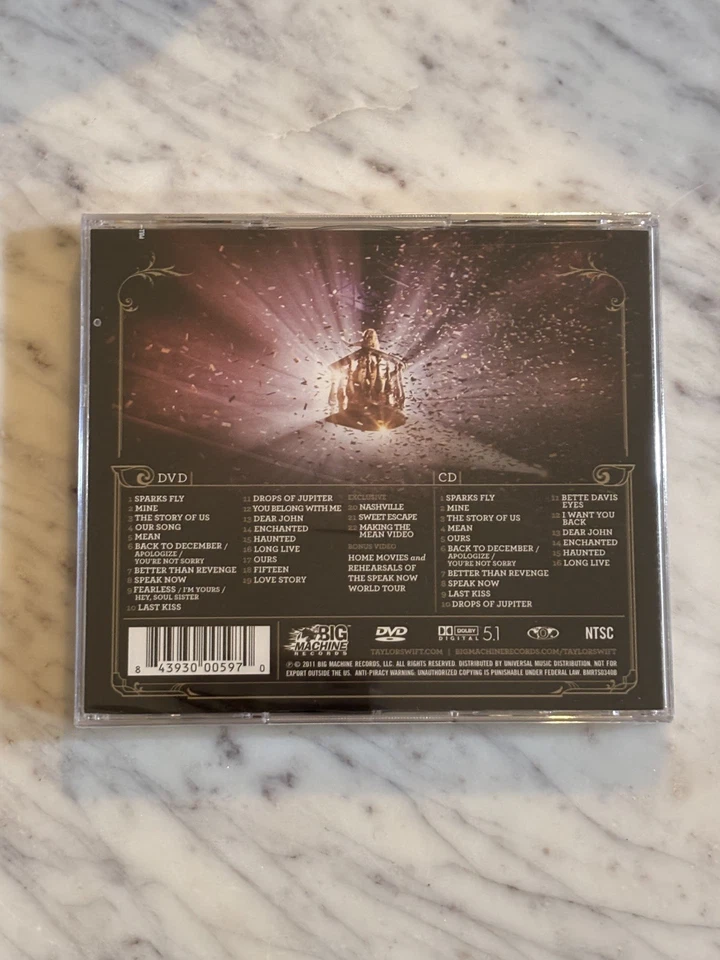 DVD
1 SPARKS FLY
2 MINE
3 THE STORY OF US
4 OUR SONG
5 MEAN
6 BACK TO DECEMBER /
APOLOGIZE /
YOU'RE NOT SORRY
7 BETTER THAN REVENGE
8 SPEAK NOW
9 FEARLESS / I'M YOURS /
HEY, SOUL SISTER
10 LAST KISS
11 DROPS OF JUPITER
12 YOU BELONG WITH ME
13 DEAR JOHN
14 ENCHANTED
15 HAUNTED
16 LONG LIVE
17 OURS
18 FIFTEEN
19 LOVE STORY
EXCLUSIVE
20 NASHVILLE
21 SWEET ESCAPE
22 MAKING THE
MEAN VIDEO
BONUS VIDEO
HOME MOVIES and
REHEARSALS OF
THE SPEAK NOW
WORLD TOUR
CD
1 SPARKS FLY
2 MINE
3 THE STORY OF US
4 MEAN
5 OURS
6 BACK TO DECEMBER /
APOLOGIZE /
YOU'RE NOT SORRY
7 BETTER THAN REVENGE
8 SPEAK NOW
9 LAST KISS
10 DROPS OF JUPITER
11 BETTE DAVIS
EYES
12 I WANT YOU
BACK
13 DEAR JOHN
14 ENCHANTED
15 HAUNTED
16 LONG LIVE
8 43930 00597 0
BIG
MACHINE
RECORDS
DVD
VIDEO
DOLBY
DIGITAL 5.1
NTSC
TAYLORSWIFT.COM | BIGMACHINERECORDS.COM/TAYLORSWIFT
℗ © 2011 BIG MACHINE RECORDS, LLC. ALL RIGHTS RESERVED. DISTRIBUTED BY UNIVERSAL MUSIC DISTRIBUTION. NOT FOR
EXPORT OUTSIDE THE US. ANTI-PIRACY WARNING: UNAUTHORIZED COPYING IS PUNISHABLE UNDER FEDERAL LAW. BMRTS0340B